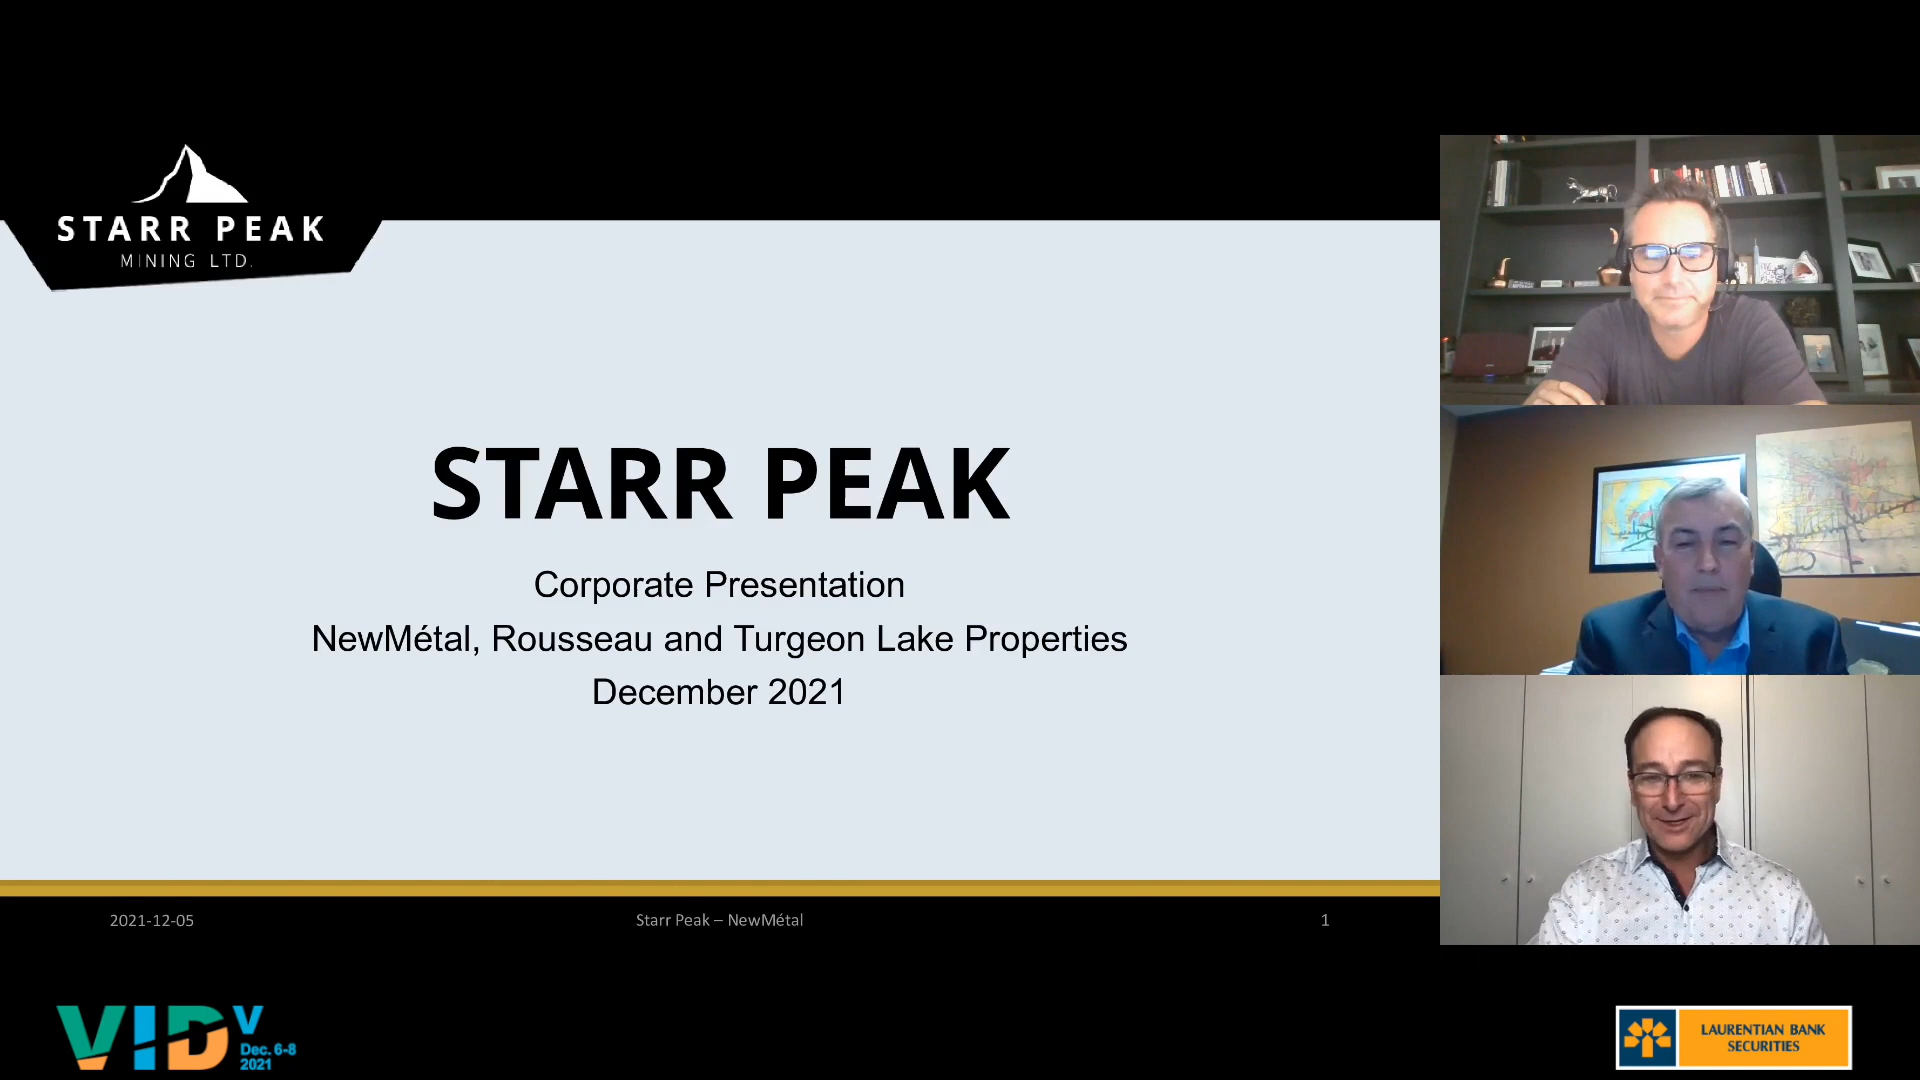 STARR PEAK
MINING LTD.
STARR PEAK
Corporate Presentation
NewMétal, Rousseau and Turgeon Lake Properties
December 2021
2021-12-05
Starr Peak – NewMétal
1
VID V
Dec. 6-8
2021
LAURENTIAN BANK
SECURITIES